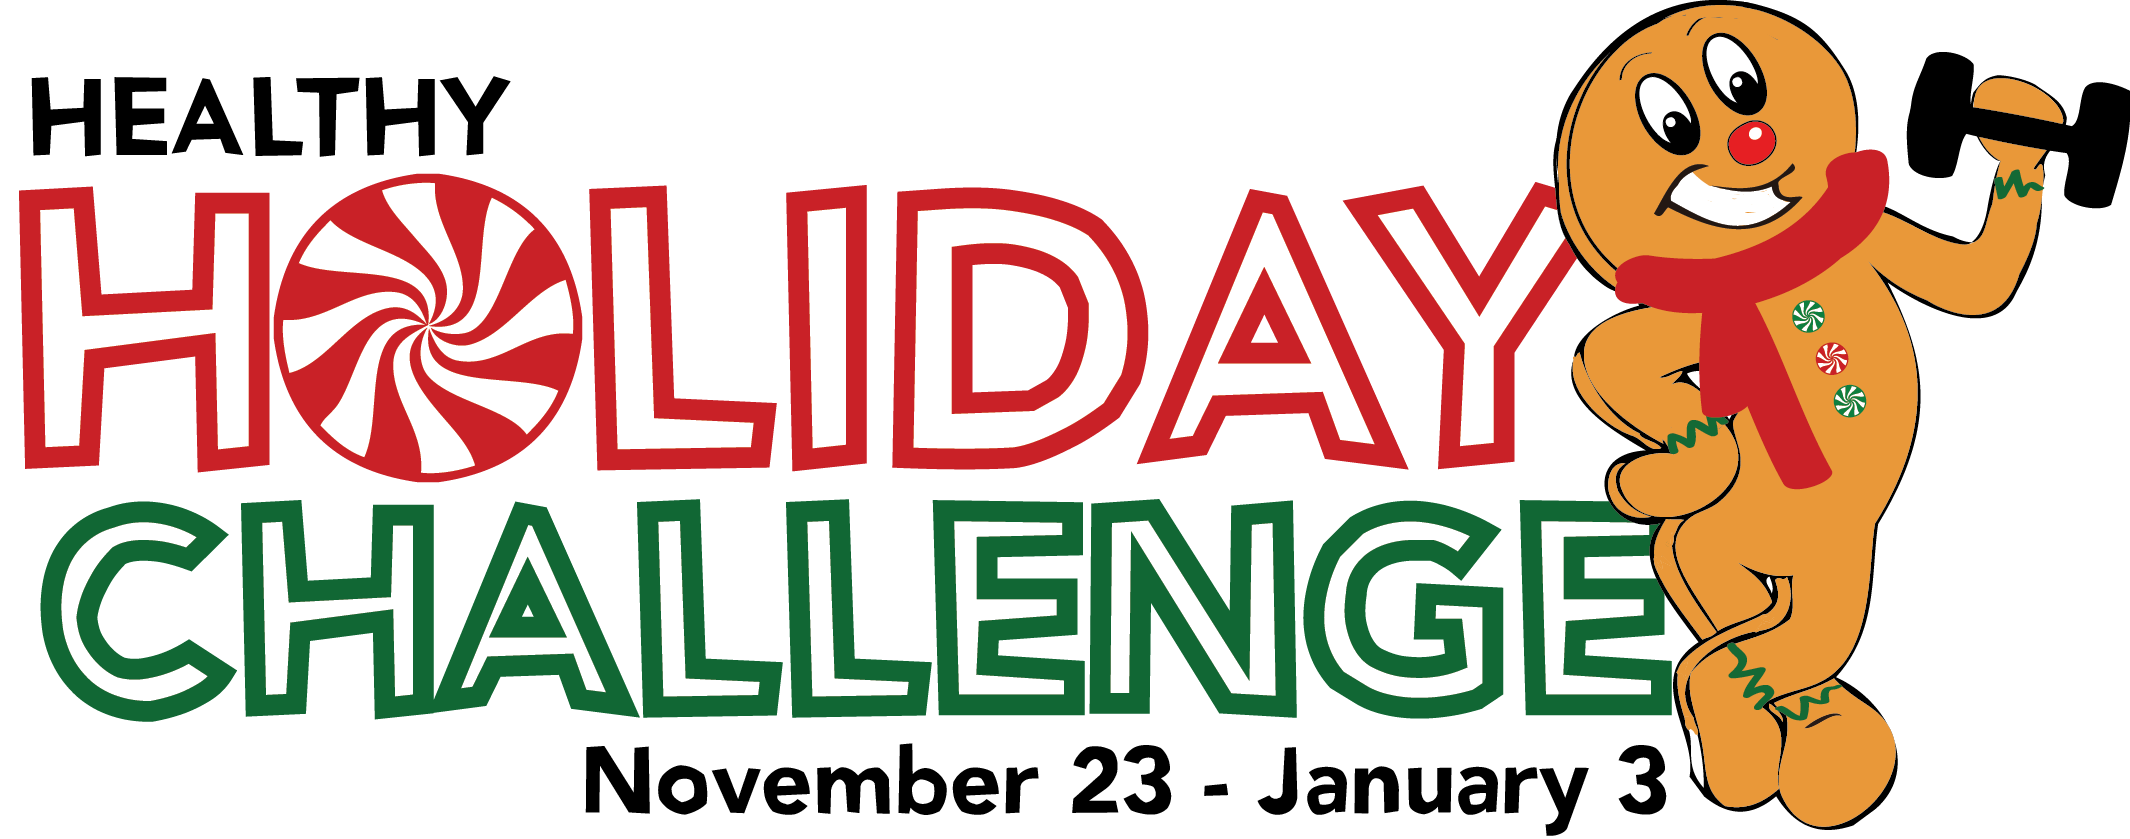 HEALTHY
HOLIDAY
CHALLENGE
November 23 - January 3